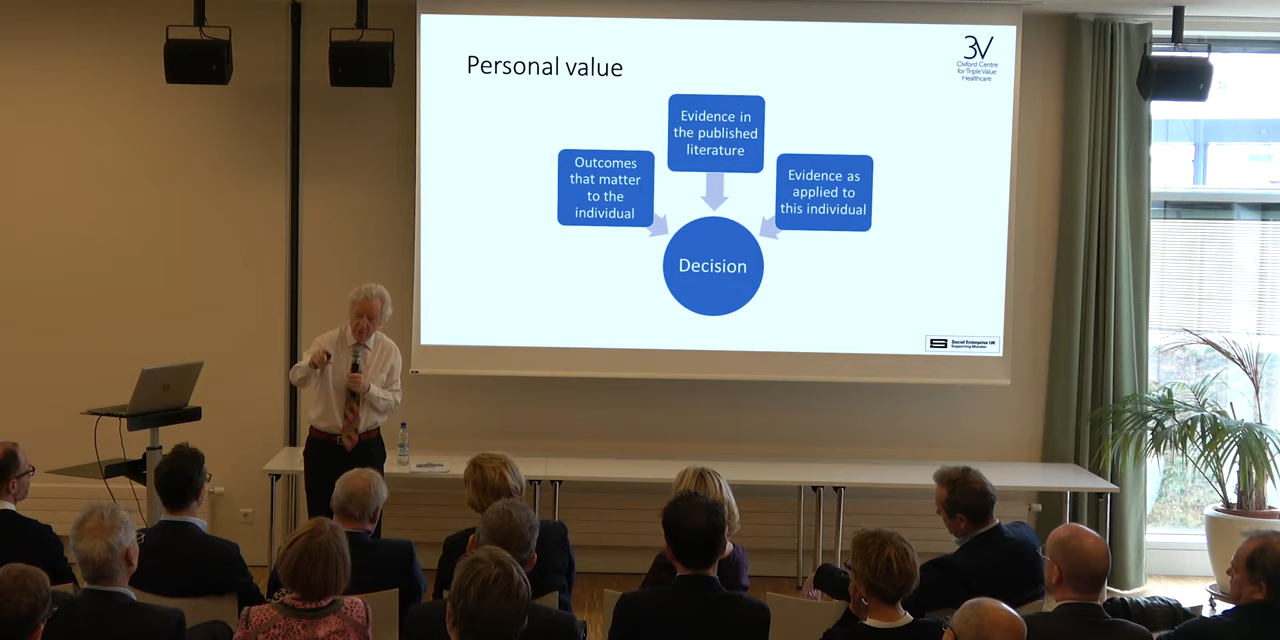 Personal value
3V
Oxford Centre
for Triple Value
Healthcare
Evidence in
the published
literature
Outcomes
that matter
to the
individual
Evidence as
applied to
this individual
Decision
Social Enterprise UK
Supporting Member